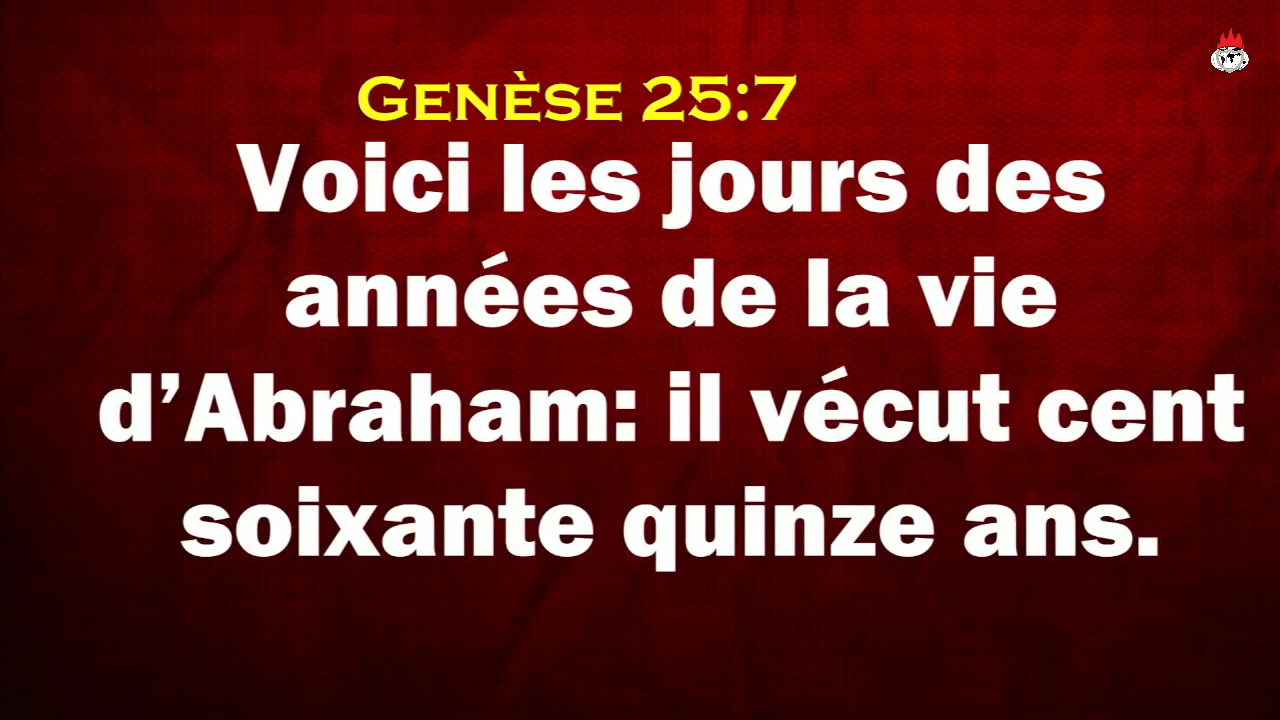 Genèse 25:7
Voici les jours des
années de la vie
d’Abraham: il vécut cent
soixante quinze ans.